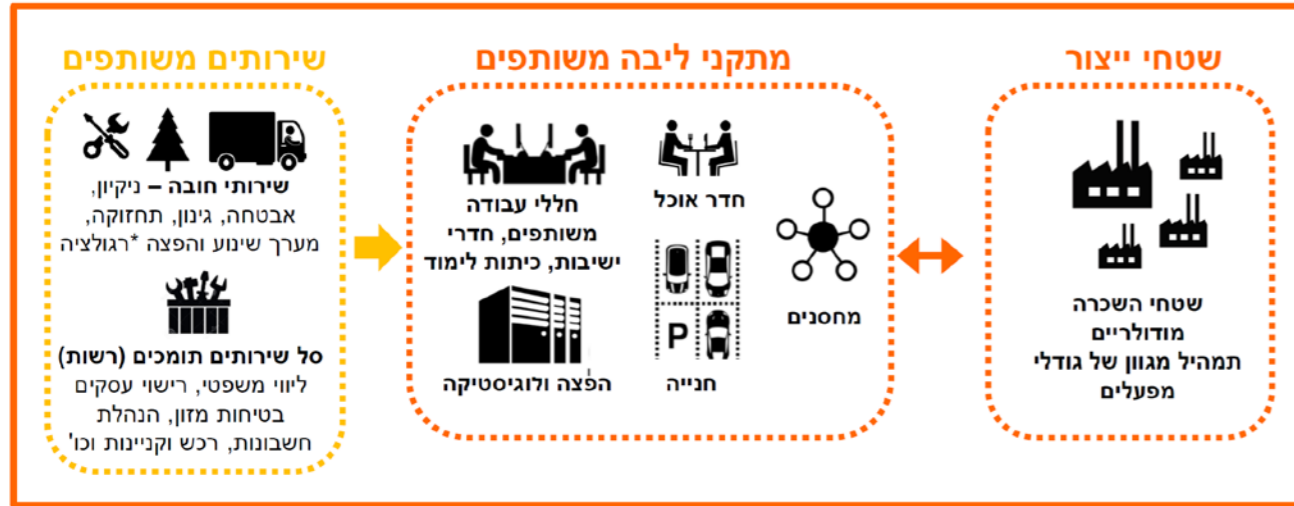 שטחי ייצור
שטחי השכרה
מודולריים
תמהיל מגוון של גודלי
מפעלים
מתקני ליבה משותפים
חדר אוכל
חללי עבודה
משותפים, חדרי
ישיבות, כיתות לימוד
מחסנים
P
חנייה
הפצה ולוגיסטיקה
שירותים משותפים
שירותי חובה – ניקיון,
אבטחה, גינון, תחזוקה,
מערך שינוע והפצה *רגולציה
סל שירותים תומכים (רשות)
ליווי משפטי, רישוי עסקים
בטיחות מזון, הנהלת
חשבונות, רכש וקניינות וכו'